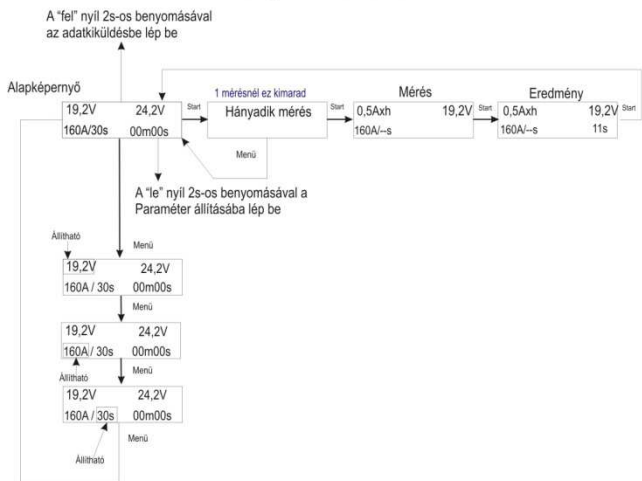 A "fel" nyíl 2s-os benyomásával
az adatkiküldésbe lép be
Alapképernyő
19,2V 24,2V
160A/30s 00m00s
Start
1 mérésnél ez kimarad
Hányadik mérés
Start
Menü
Mérés
0,5Axh 19,2V
160A/--s
Start
Eredmény
0,5Axh 19,2V
160A/--s 11s
Start
A "le" nyíl 2s-os benyomásával a
Paraméter állításába lép be
Állítható
Menü
19,2V 24,2V
160A / 30s 00m00s
Menü
19,2V 24,2V
160A / 30s 00m00s
Állítható
Menü
19,2V 24,2V
160A / 30s 00m00s
Menü
Állítható